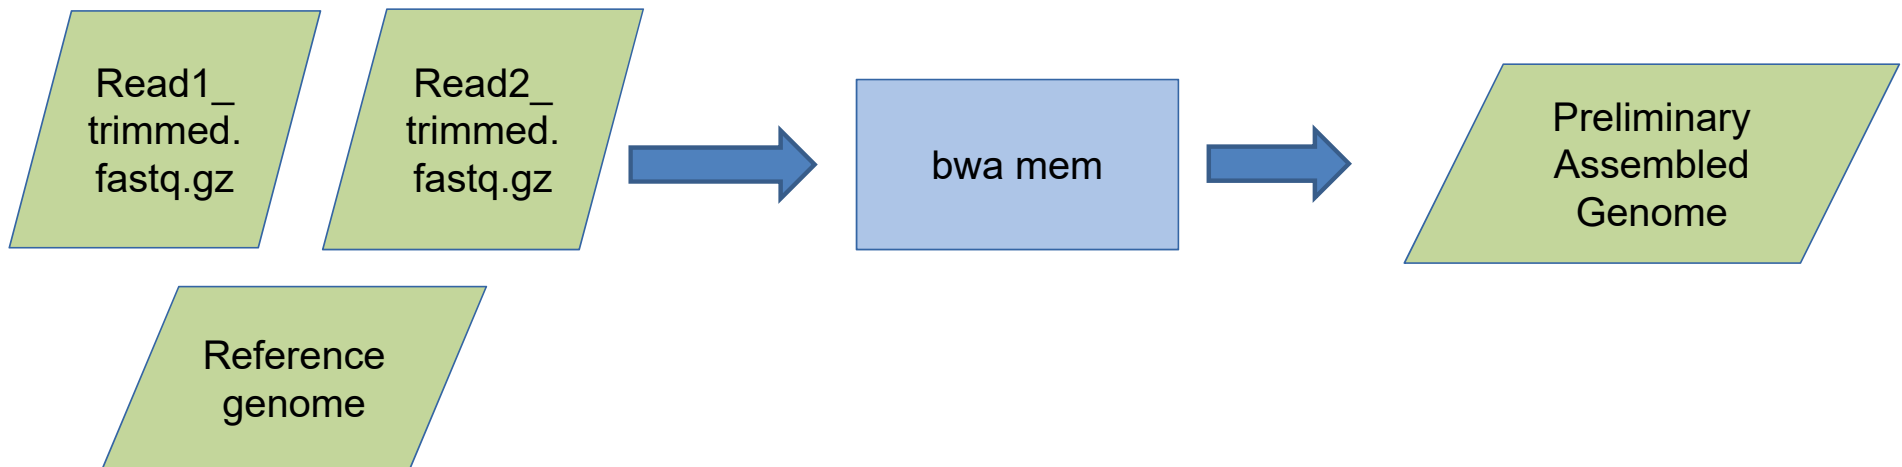 Read1_
trimmed.
fastq.gz
Read2_
trimmed.
fastq.gz
bwa mem
Preliminary
Assembled
Genome
Reference
genome